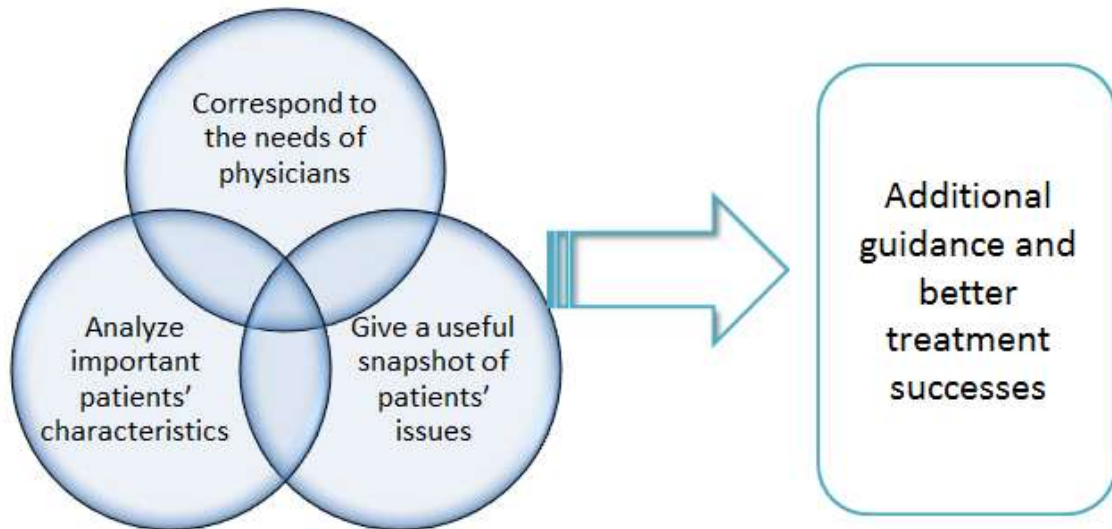 Correspond to
the needs of
physicians
Analyze
important
patients’
characteristics
Give a useful
snapshot of
patients’
issues
Additional
guidance and
better
treatment
successes